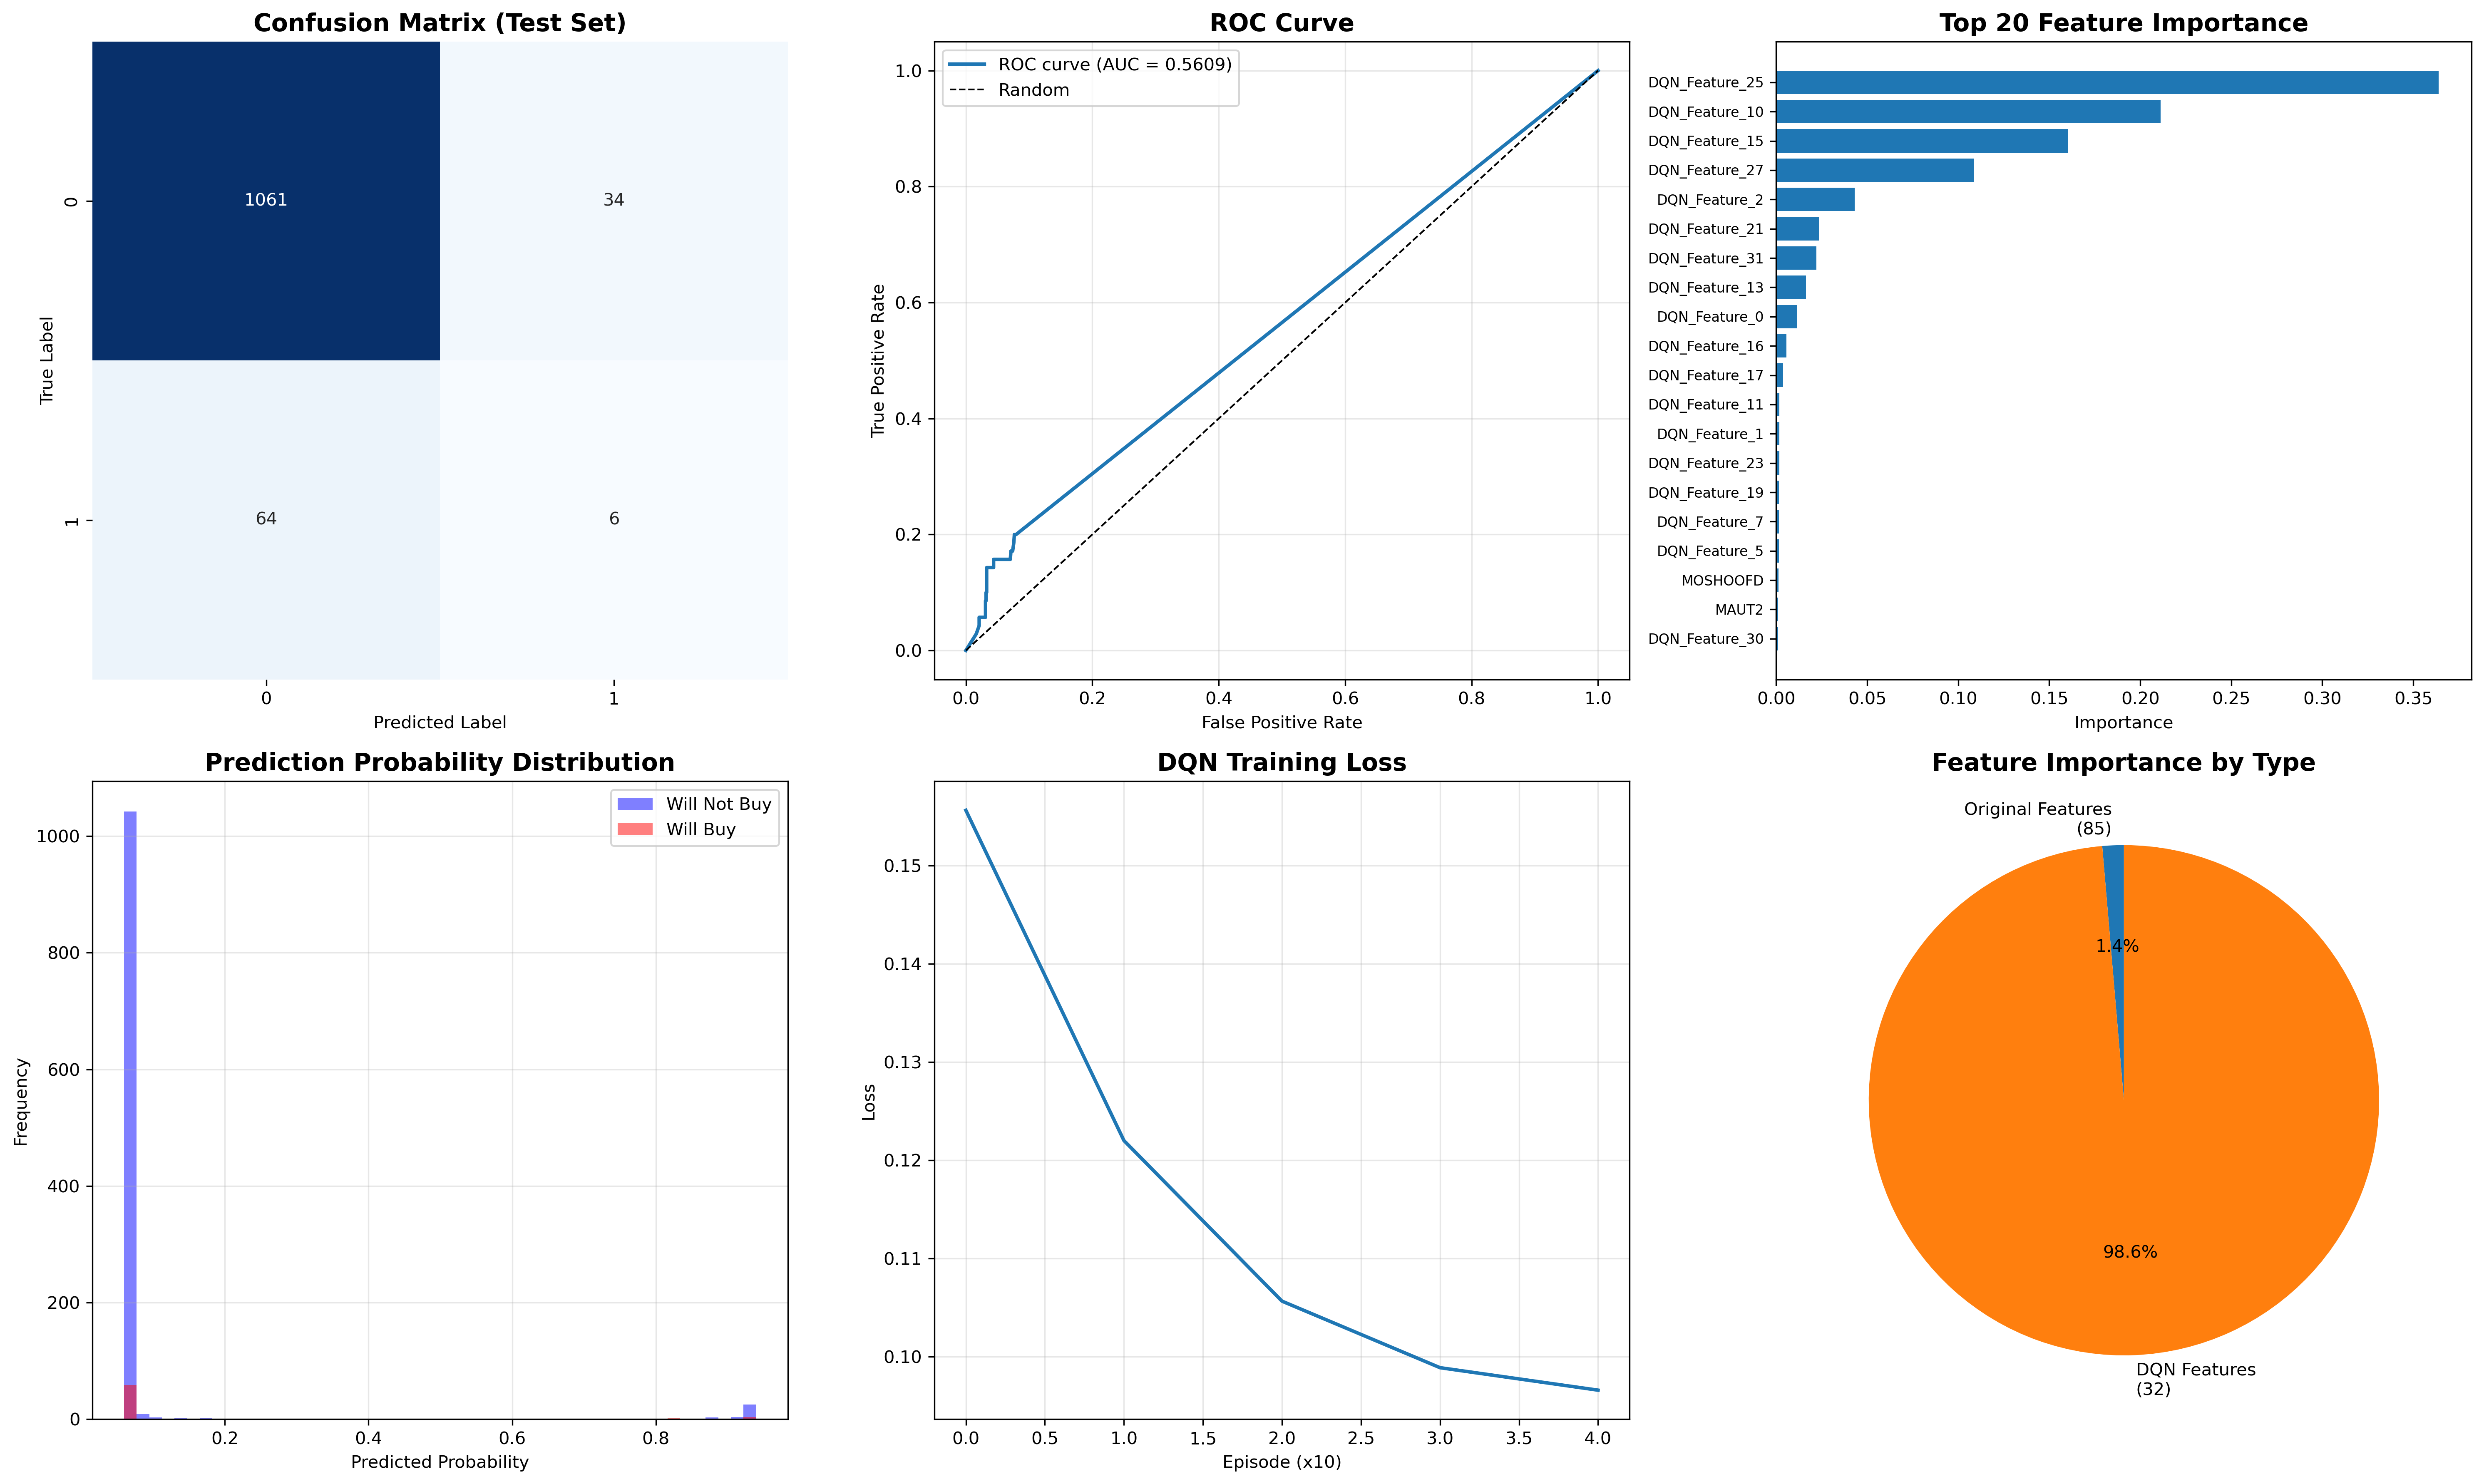 Confusion Matrix (Test Set)
True Label
0
1
1061
34
64
6
0
1
Predicted Label
ROC Curve
ROC curve (AUC = 0.5609)
Random
True Positive Rate
1.0
0.8
0.6
0.4
0.2
0.0
0.0
0.2
0.4
0.6
0.8
1.0
False Positive Rate
Top 20 Feature Importance
DQN_Feature_25
DQN_Feature_10
DQN_Feature_15
DQN_Feature_27
DQN_Feature_2
DQN_Feature_21
DQN_Feature_31
DQN_Feature_13
DQN_Feature_0
DQN_Feature_16
DQN_Feature_17
DQN_Feature_11
DQN_Feature_1
DQN_Feature_23
DQN_Feature_19
DQN_Feature_7
DQN_Feature_5
MOSHOOFD
MAUT2
DQN_Feature_30
0.00
0.05
0.10
0.15
0.20
0.25
0.30
0.35
Importance
Prediction Probability Distribution
Will Not Buy
Will Buy
Frequency
1000
800
600
400
200
0
0.2
0.4
0.6
0.8
Predicted Probability
DQN Training Loss
Loss
0.15
0.14
0.13
0.12
0.11
0.10
0.0
0.5
1.0
1.5
2.0
2.5
3.0
3.5
4.0
Episode (x10)
Feature Importance by Type
Original Features
(85)
1.4%
98.6%
DQN Features
(32)